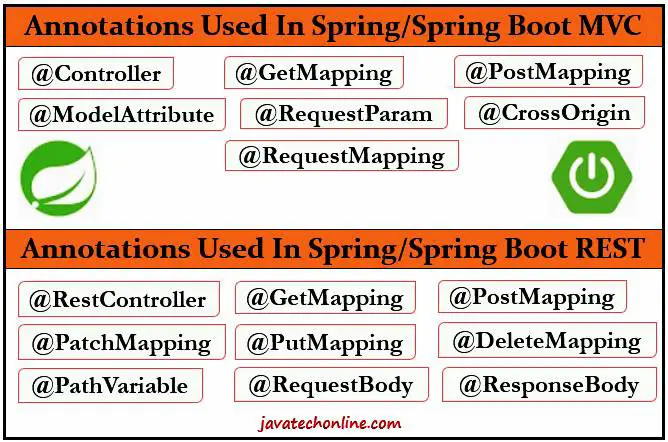 Annotations Used In Spring/Spring Boot MVC
@Controller @GetMapping @PostMapping
@ModelAttribute @RequestParam @CrossOrigin
@RequestMapping
Annotations Used In Spring/Spring Boot REST
@RestController @GetMapping @PostMapping
@PatchMapping @PutMapping @DeleteMapping
@PathVariable @RequestBody @ResponseBody
javatechonline.com